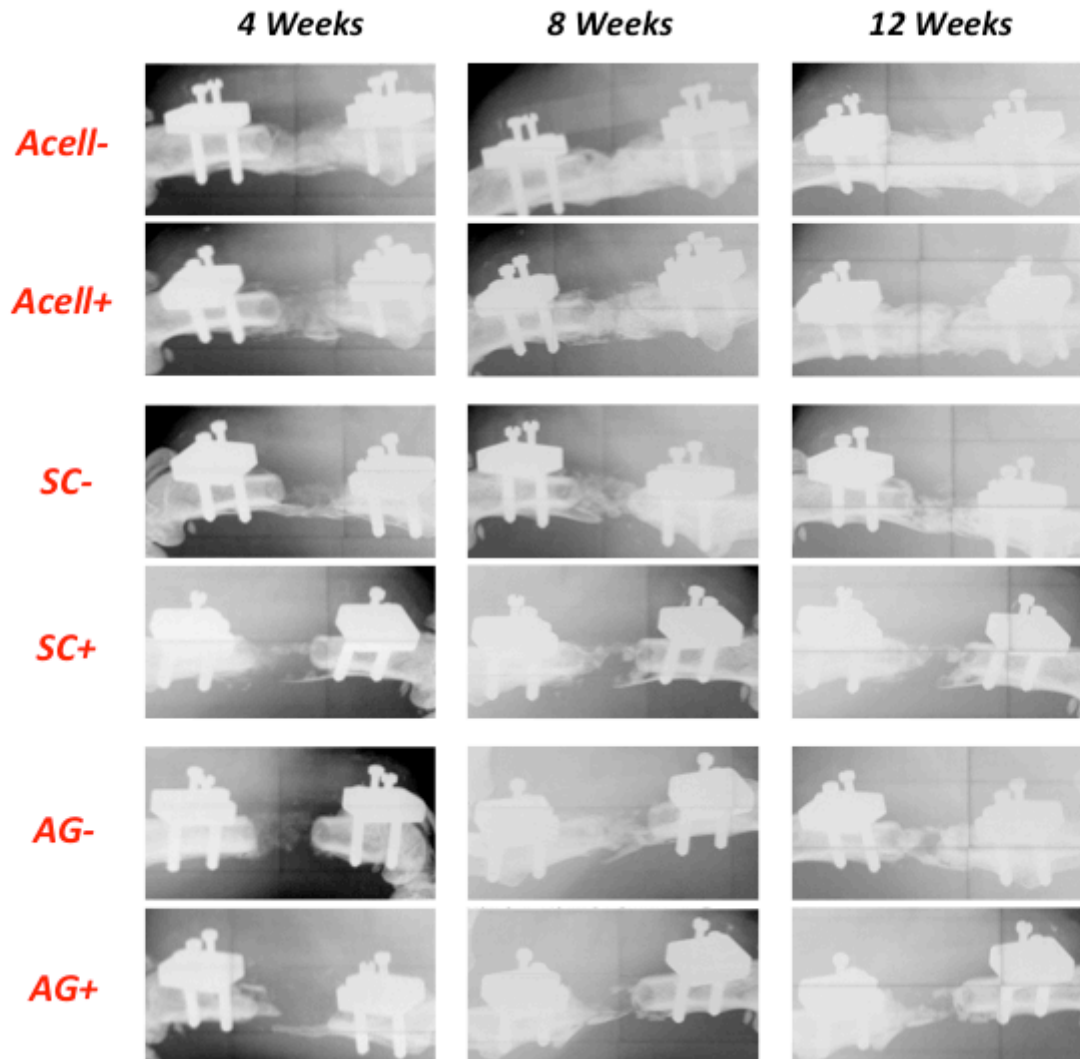 4 Weeks 8 Weeks 12 Weeks
Acell-
Acell+
SC-
SC+
AG-
AG+